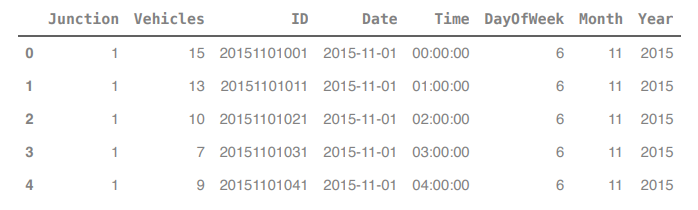 Junction Vehicles ID Date Time DayOfWeek Month Year
0 1 15 20151101001 2015-11-01 00:00:00 6 11 2015
1 1 13 20151101011 2015-11-01 01:00:00 6 11 2015
2 1 10 20151101021 2015-11-01 02:00:00 6 11 2015
3 1 7 20151101031 2015-11-01 03:00:00 6 11 2015
4 1 9 20151101041 2015-11-01 04:00:00 6 11 2015